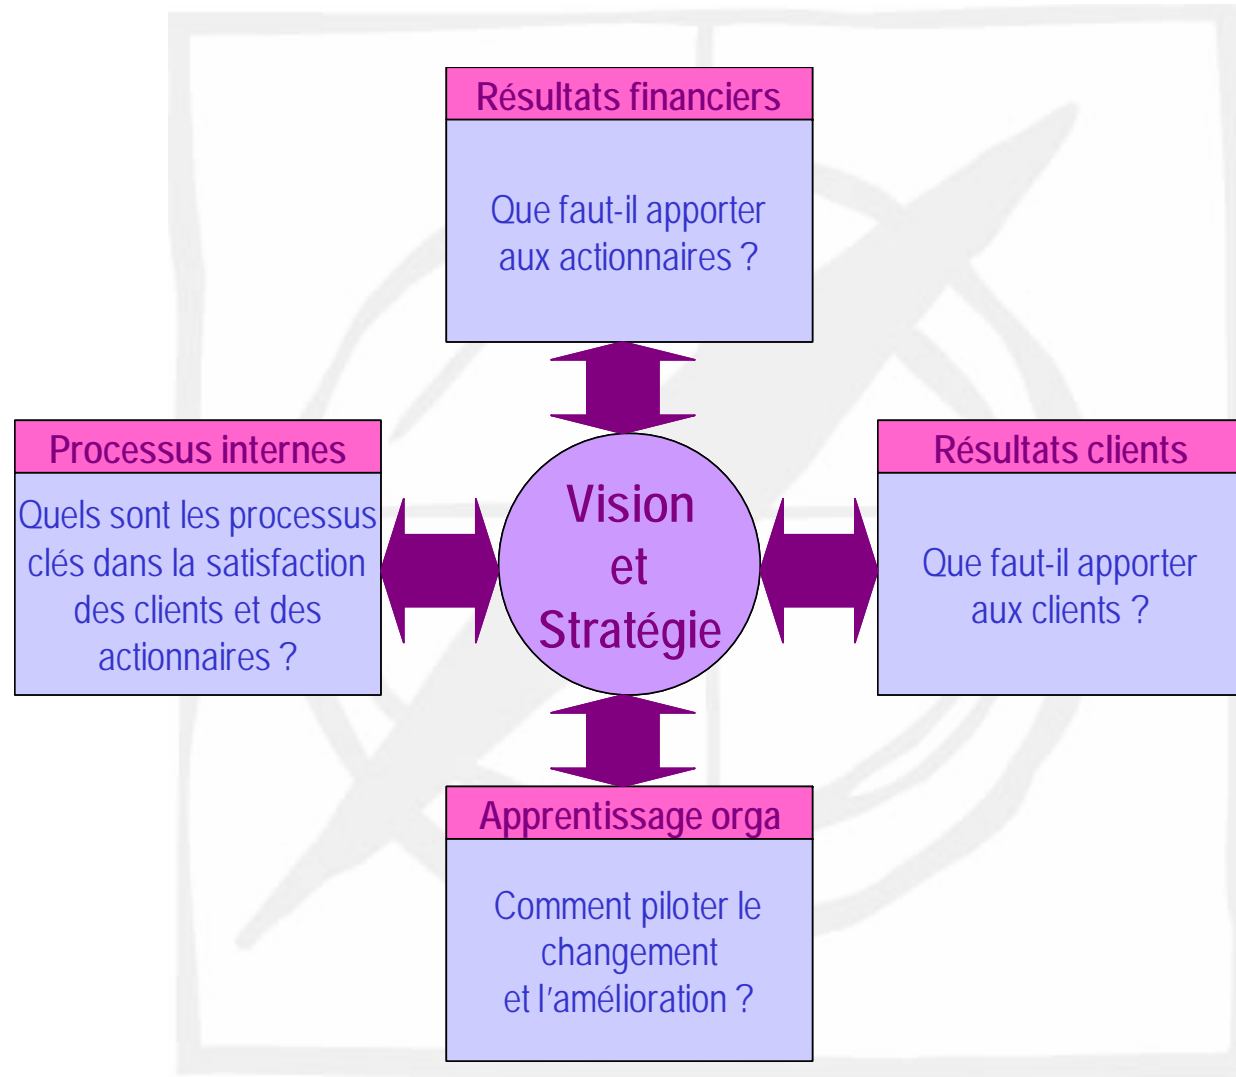 Résultats financiers
Que faut-il apporter
aux actionnaires ?
Processus internes
Quels sont les processus
clés dans la satisfaction
des clients et des
actionnaires ?
Vision
et
Stratégie
Résultats clients
Que faut-il apporter
aux clients ?
Apprentissage orga
Comment piloter le
changement
et l'amélioration ?